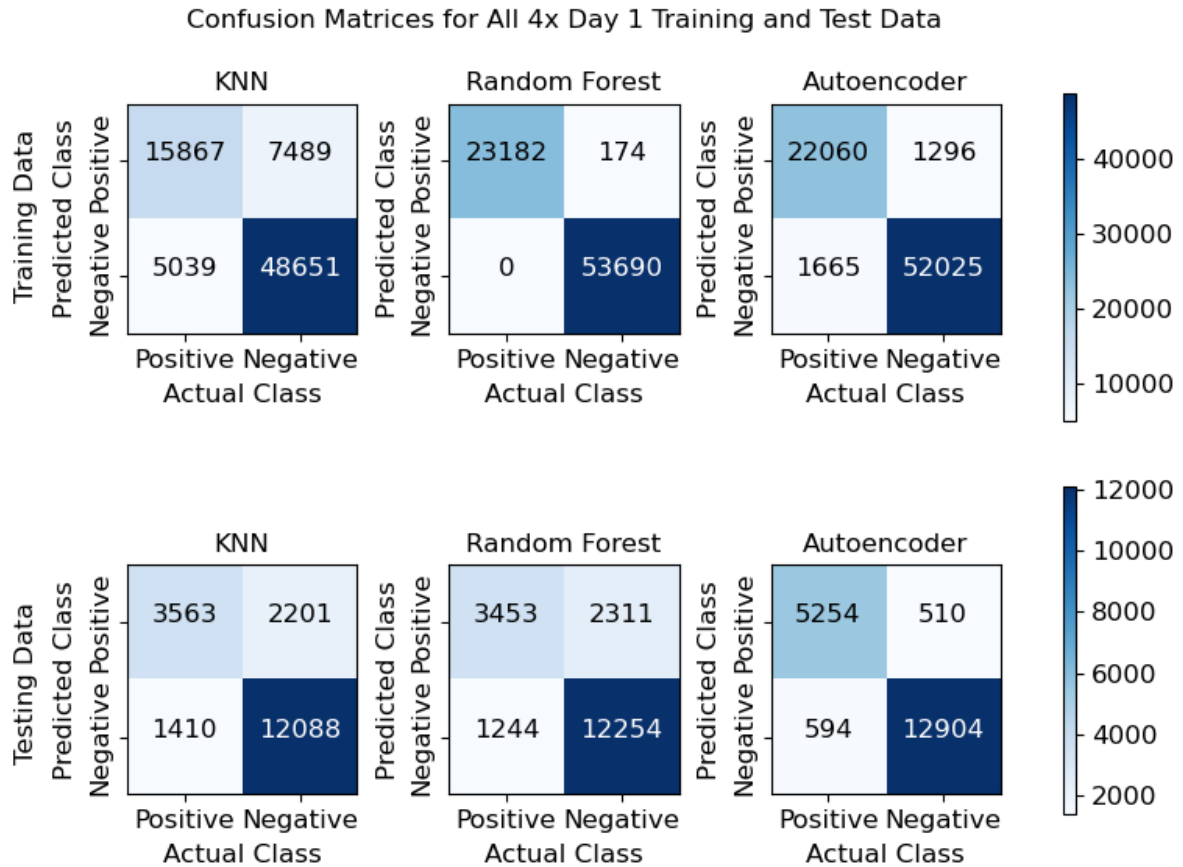 Confusion Matrices for All 4x Day 1 Training and Test Data
KNN
Random Forest
Autoencoder
Training Data
Predicted Class
Negative Positive
15867 7489
5039 48651
Positive Negative
Actual Class
Predicted Class
Negative Positive
23182 174
0 53690
Positive Negative
Actual Class
Predicted Class
Negative Positive
22060 1296
1665 52025
Positive Negative
Actual Class
40000
30000
20000
10000
KNN
Random Forest
Autoencoder
Testing Data
Predicted Class
Negative Positive
3563 2201
1410 12088
Positive Negative
Actual Class
Predicted Class
Negative Positive
3453 2311
1244 12254
Positive Negative
Actual Class
Predicted Class
Negative Positive
5254 510
594 12904
Positive Negative
Actual Class
12000
10000
8000
6000
4000
2000